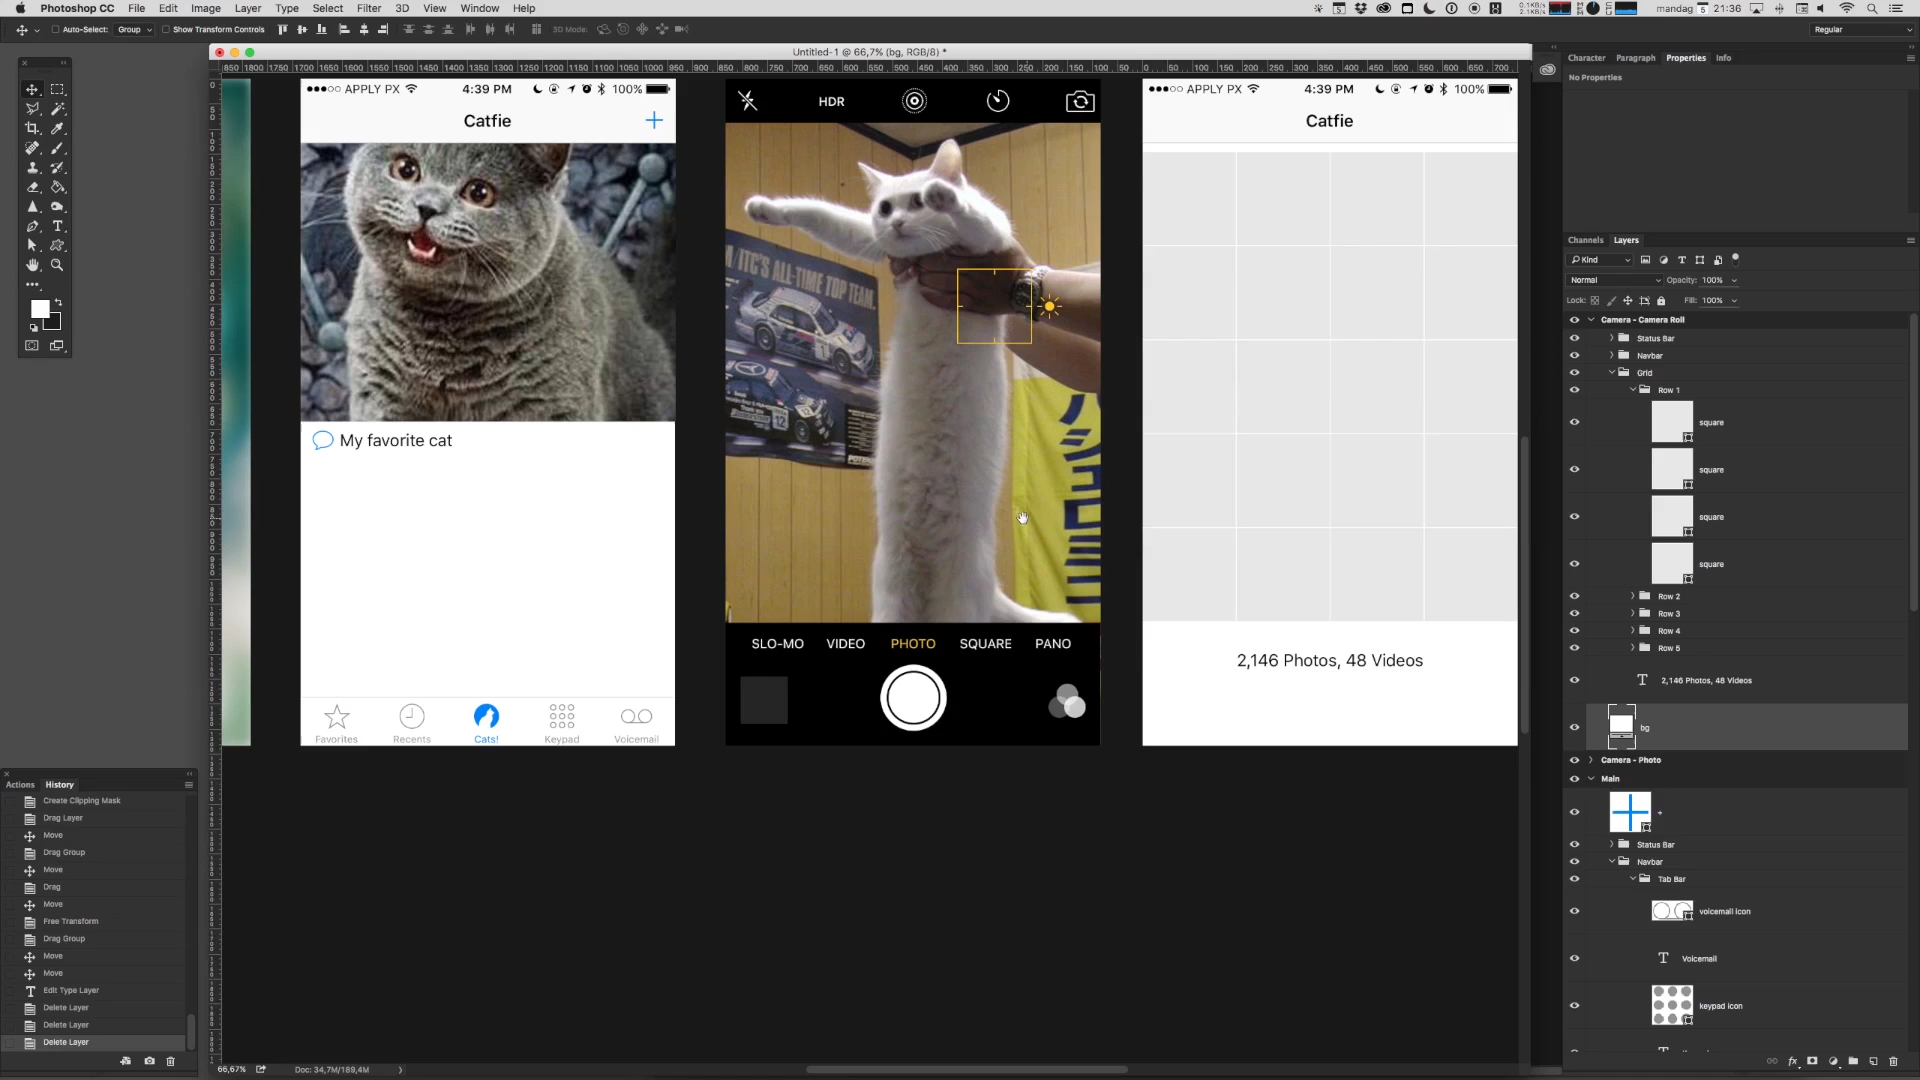 Photoshop CC File Edit Image Layer Type Select Filter 3D View Window Help
mandag 21:36
Auto-Select: Group Show Transform Controls 3D Mode: Regular
Untitled-1 @ 66,7% (bg, RGB/8) *
APPLY PX 4:39 PM 100%
Catfie
My favorite cat
Favorites Recents Cats! Keypad Voicemail
HDR
M/ITC'S ALL-TIME TOP TEAM.
SLO-MO VIDEO PHOTO SQUARE PANO
APPLY PX 4:39 PM 100%
Catfie
2,146 Photos, 48 Videos
Character Paragraph Properties Info
No Properties
Channels Layers
Kind
Normal Opacity: 100%
Lock: Fill: 100%
Camera - Camera Roll
Status Bar
Navbar
Grid
Row 1
square
square
square
square
Row 2
Row 3
Row 4
Row 5
T 2,146 Photos, 48 Videos
bg
Camera - Photo
Main
+
Status Bar
Navbar
Tab Bar
voicemail icon
T Voicemail
keypad icon
Actions History
Create Clipping Mask
Drag Layer
Move
Drag Group
Move
Drag
Move
Free Transform
Drag Group
Move
Move
Edit Type Layer
Delete Layer
Delete Layer
Delete Layer
66,67% Doc: 34,7M/189,4M